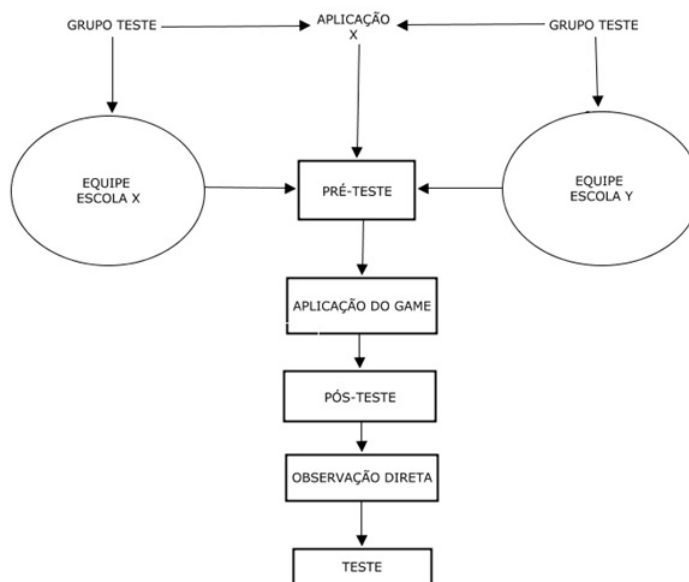 GRUPO TESTE
APLICAÇÃO
X
GRUPO TESTE
EQUIPE
ESCOLA X
PRÉ-TESTE
EQUIPE
ESCOLA Y
APLICAÇÃO DO GAME
PÓS-TESTE
OBSERVAÇÃO DIRETA
TESTE